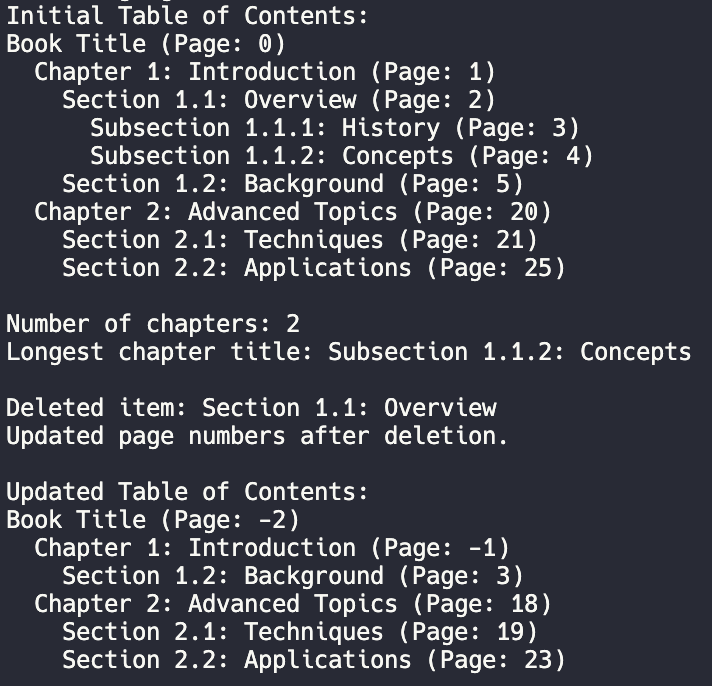 Initial Table of Contents:
Book Title (Page: 0)
  Chapter 1: Introduction (Page: 1)
    Section 1.1: Overview (Page: 2)
      Subsection 1.1.1: History (Page: 3)
      Subsection 1.1.2: Concepts (Page: 4)
    Section 1.2: Background (Page: 5)
  Chapter 2: Advanced Topics (Page: 20)
    Section 2.1: Techniques (Page: 21)
    Section 2.2: Applications (Page: 25)

Number of chapters: 2
Longest chapter title: Subsection 1.1.2: Concepts

Deleted item: Section 1.1: Overview
Updated page numbers after deletion.

Updated Table of Contents:
Book Title (Page: -2)
  Chapter 1: Introduction (Page: -1)
    Section 1.2: Background (Page: 3)
  Chapter 2: Advanced Topics (Page: 18)
    Section 2.1: Techniques (Page: 19)
    Section 2.2: Applications (Page: 23)